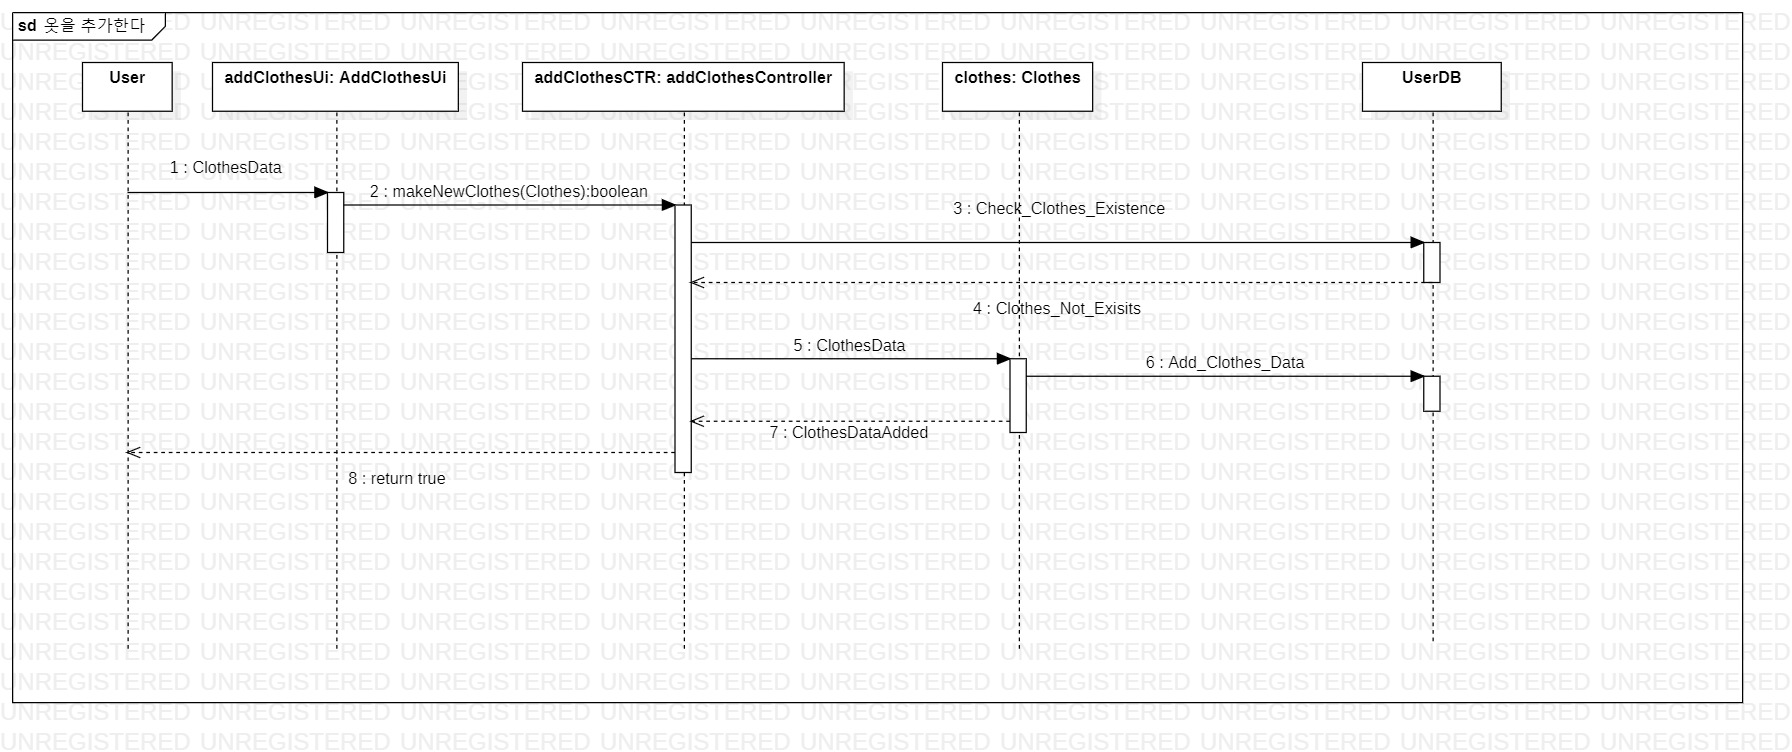 sd 옷을 추가한다
User
addClothesUi: AddClothesUi
addClothesCTR: addClothesController
clothes: Clothes
UserDB
1 : ClothesData
2 : makeNewClothes(Clothes):boolean
3 : Check_Clothes_Existence
4 : Clothes_Not_Exisits
5 : ClothesData
6 : Add_Clothes_Data
7 : ClothesDataAdded
8 : return true
UNREGISTERED